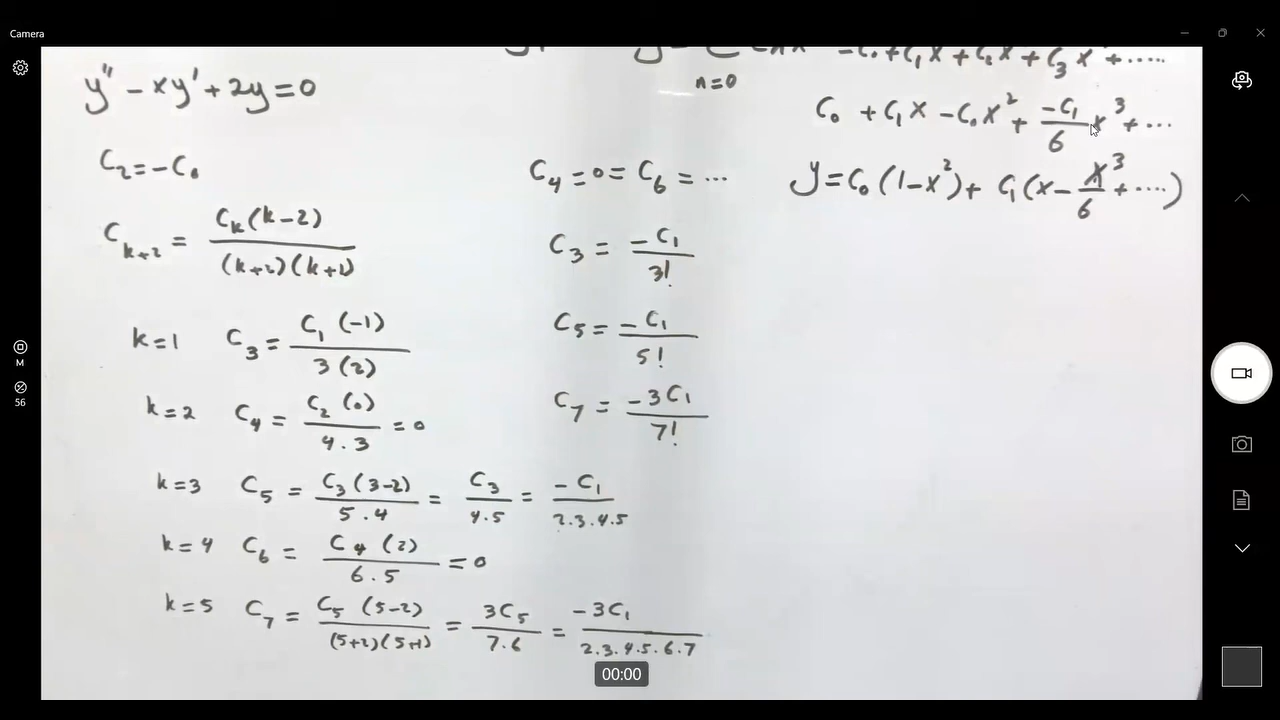 Camera
y'' - xy' + 2y = 0
C₂ = -C₀
C_{k+2} = C_k(k-2) / (k+2)(k+1)
k=1 C₃ = C₁(-1) / 3(2)
k=2 C₄ = C₂(0) / 4.3 = 0
k=3 C₅ = C₃(3-2) / 5.4 = C₃ / 4.5 = -C₁ / 2.3.4.5
k=4 C₆ = C₄(2) / 6.5 = 0
k=5 C₇ = C₅(5-2) / (5+2)(5+1) = 3C₅ / 7.6 = -3C₁ / 2.3.4.5.6.7
C₄ = 0 = C₆ = ...
C₃ = -C₁ / 3!
C₅ = -C₁ / 5!
C₇ = -3C₁ / 7!
n=0
C₀ + C₁x - C₀x² + -C₁/6 x³ + ...
y = C₀(1-x²) + C₁(x - x³/6 + ....)
M
56
00:00